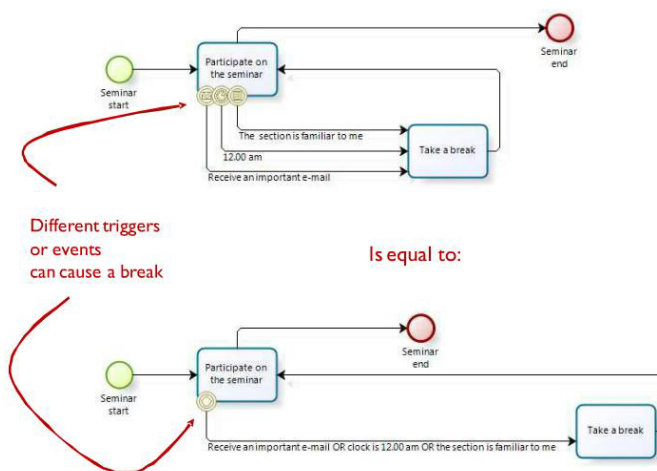 Participate on
the seminar
Seminar
end
Seminar
start
The section is familiar to me
12.00 am
Receive an important e-mail
Take a break
Different triggers
or events
can cause a break
Is equal to:
Seminar
end
Participate on
the seminar
Seminar
start
Take a break
Receive an important e-mail OR clock is 12.00 am OR the section is familiar to me